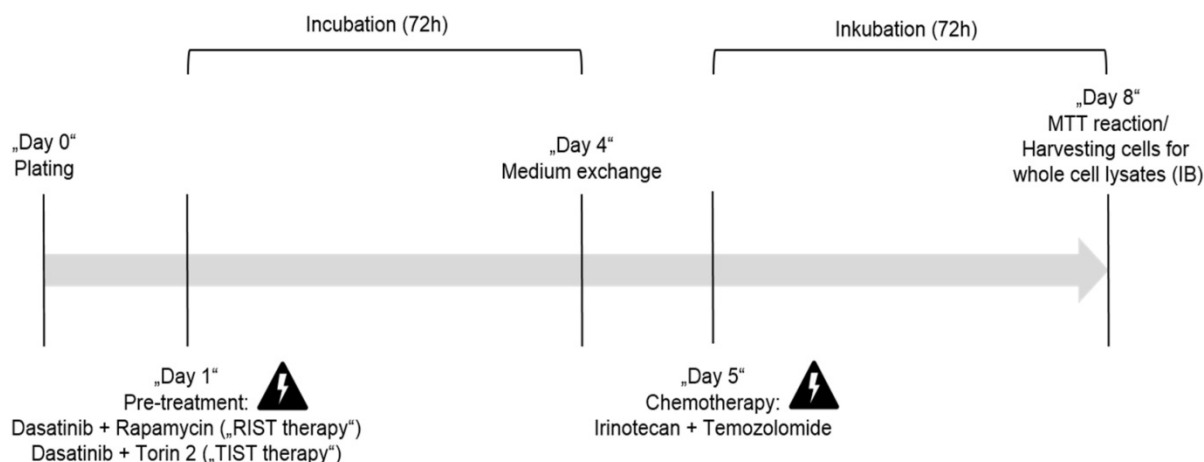 Incubation (72h)
Inkubation (72h)
„Day 0“
Plating
„Day 4“
Medium exchange
„Day 8“
MTT reaction/
Harvesting cells for
whole cell lysates (IB)
„Day 1“
Pre-treatment:
Dasatinib + Rapamycin („RIST therapy“)
Dasatinib + Torin 2 („TIST therapy“)
„Day 5“
Chemotherapy:
Irinotecan + Temozolomide